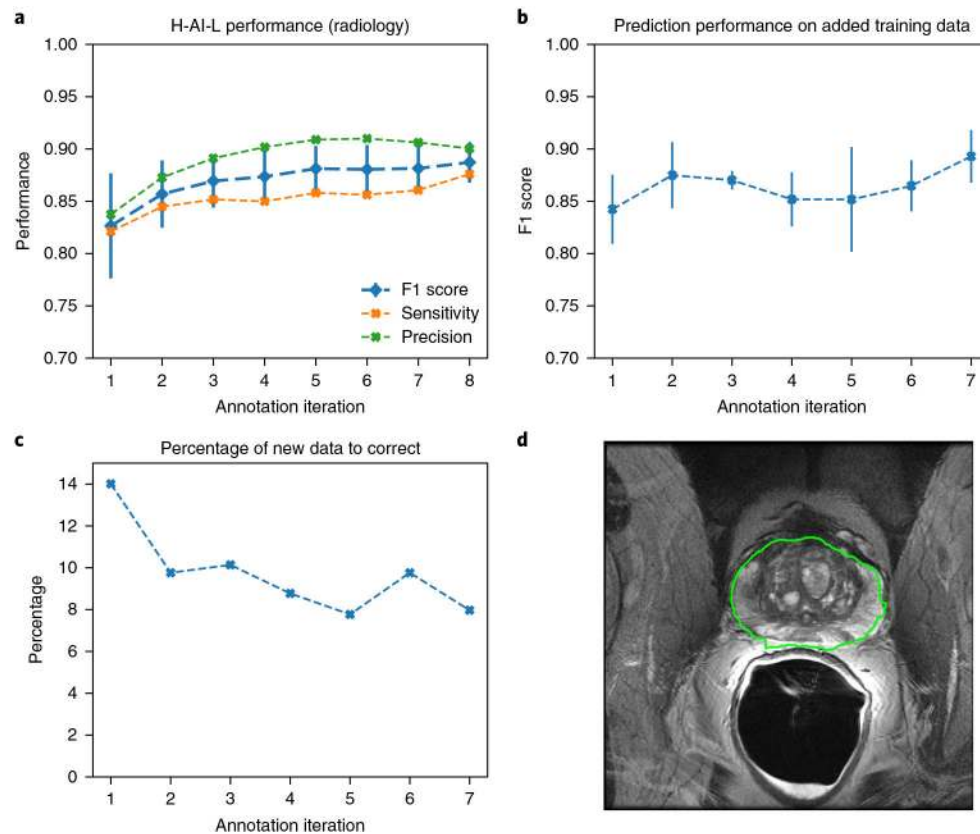 a
H-AI-L performance (radiology)
1.00
0.95
0.90
0.85
0.80
0.75
0.70
Performance
F1 score
Sensitivity
Precision
1 2 3 4 5 6 7 8
Annotation iteration
b
Prediction performance on added training data
1.00
0.95
0.90
0.85
0.80
0.75
0.70
F1 score
1 2 3 4 5 6 7
Annotation iteration
c
Percentage of new data to correct
14
12
10
8
6
4
2
0
Percentage
1 2 3 4 5 6 7
Annotation iteration
d